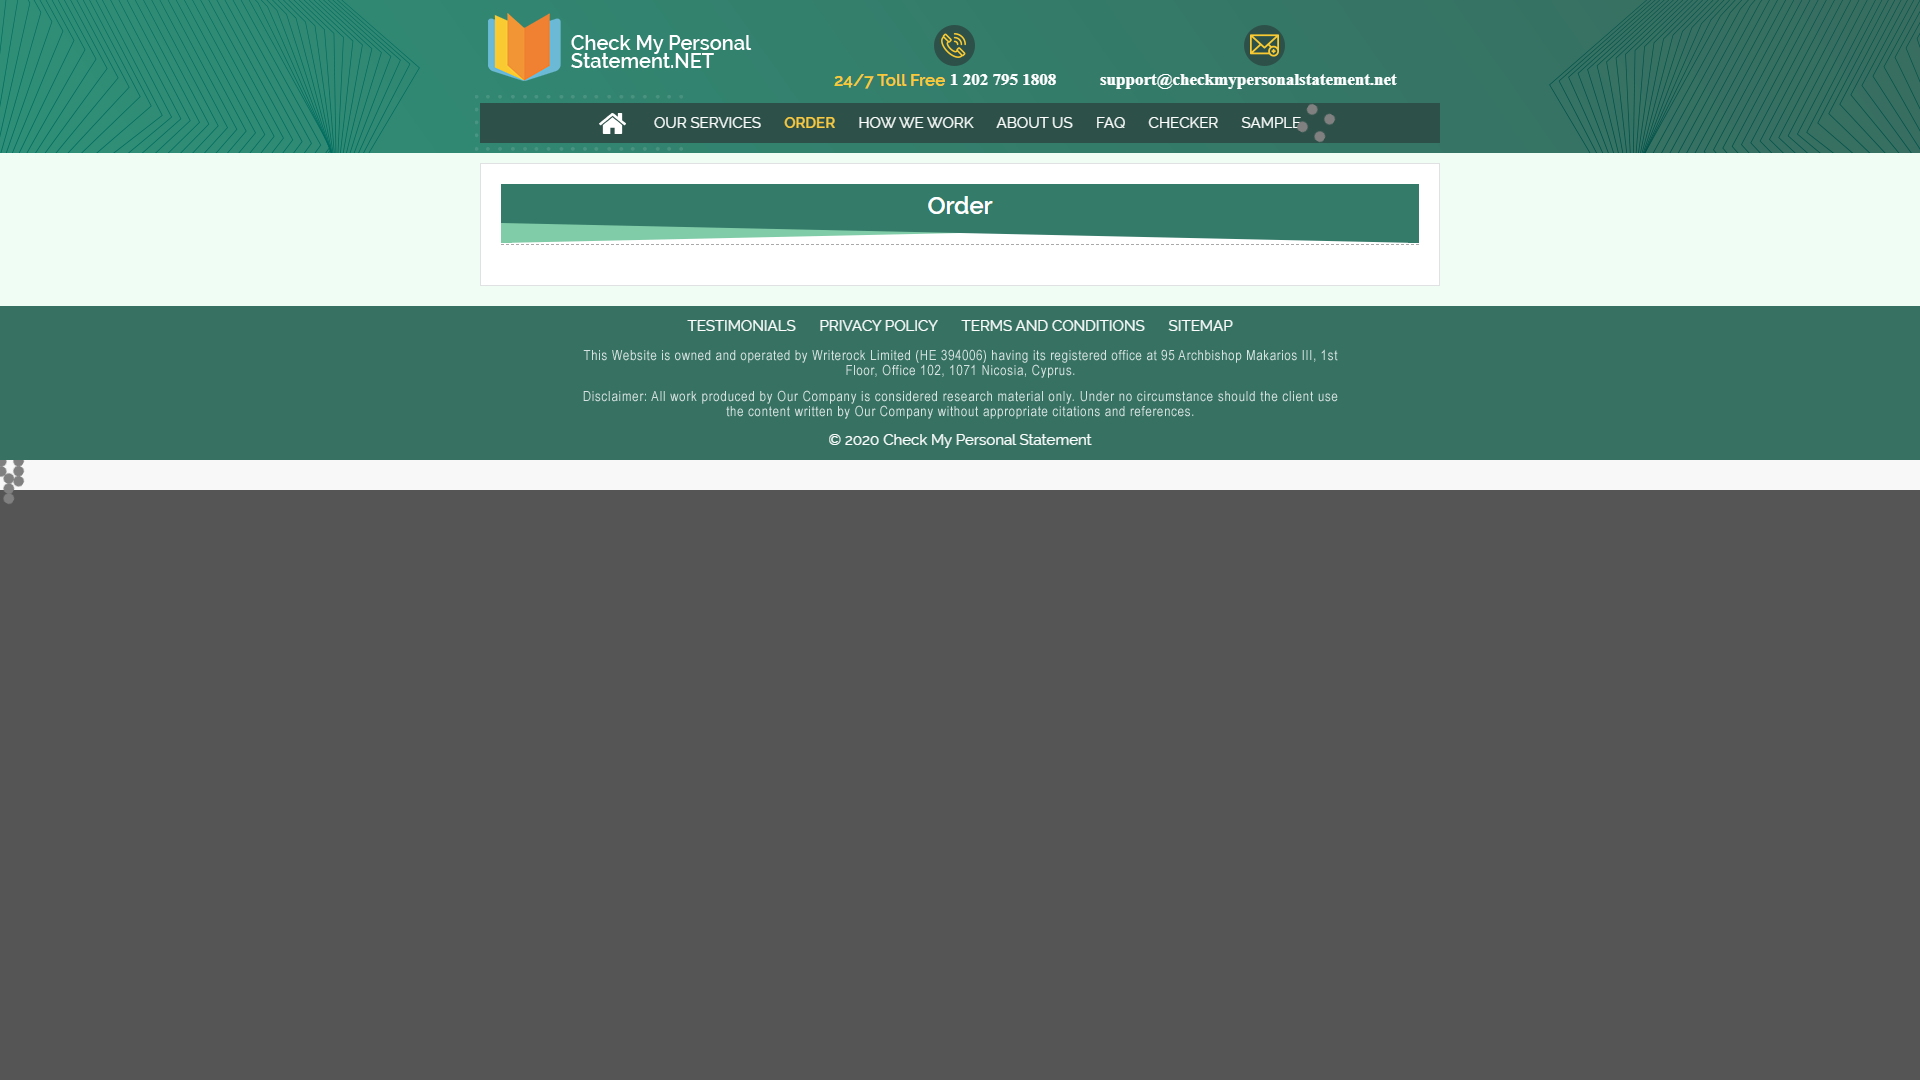 Check My Personal
Statement.NET
24/7 Toll Free 1 202 795 1808
support@checkmypersonalstatement.net
OUR SERVICES ORDER HOW WE WORK ABOUT US FAQ CHECKER SAMPLE
Order
TESTIMONIALS PRIVACY POLICY TERMS AND CONDITIONS SITEMAP
This Website is owned and operated by Writerock Limited (HE 394006) having its registered office at 95 Archbishop Makarios III, 1st
Floor, Office 102, 1071 Nicosia, Cyprus.
Disclaimer: All work produced by Our Company is considered research material only. Under no circumstance should the client use
the content written by Our Company without appropriate citations and references.
© 2020 Check My Personal Statement